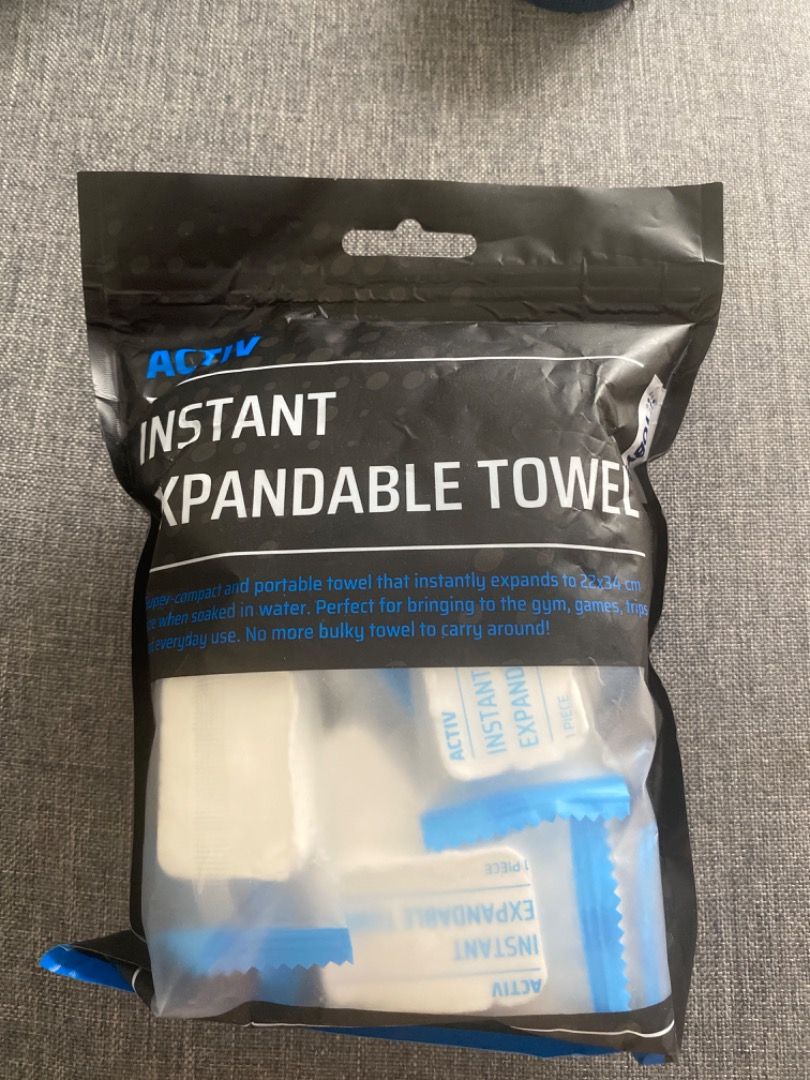 ACTIV
INSTANT
XPANDABLE TOWEL
super-compact and portable towel that instantly expands to 22x34 cm
when soaked in water. Perfect for bringing to the gym, games, trips
everyday use. No more bulky towel to carry around!
ACTIV
INSTANT
EXPAND
1 PIECE
1 PIECE
EXPANDABLE
INSTANT
ACTIV